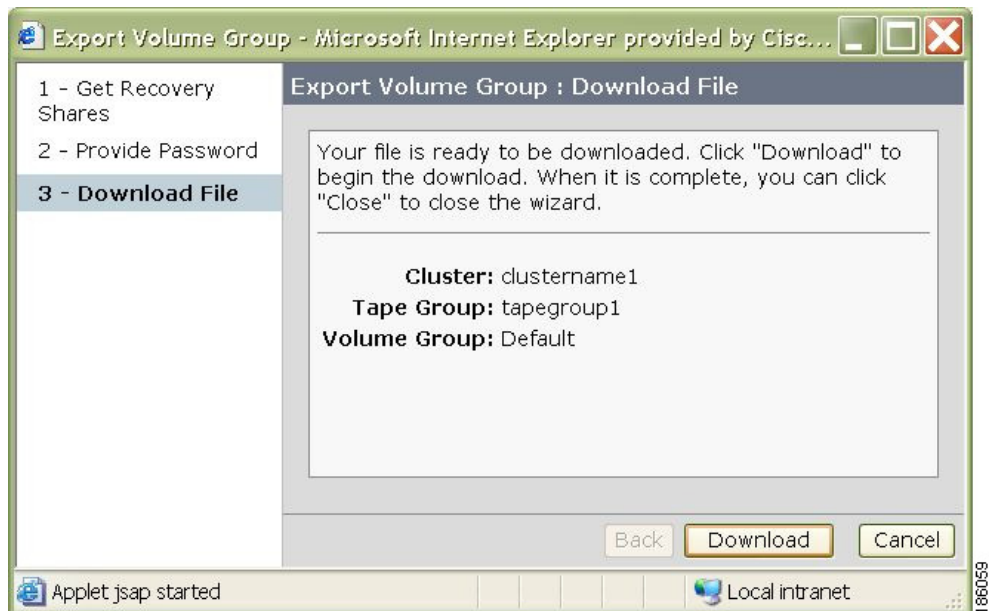 Export Volume Group - Microsoft Internet Explorer provided by Cisc...
1 - Get Recovery
Shares
2 - Provide Password
3 - Download File
Export Volume Group : Download File
Your file is ready to be downloaded. Click "Download" to
begin the download. When it is complete, you can click
"Close" to close the wizard.
Cluster: clustername1
Tape Group: tapegroup1
Volume Group: Default
Back
Download
Cancel
Applet jsap started
Local intranet
186059